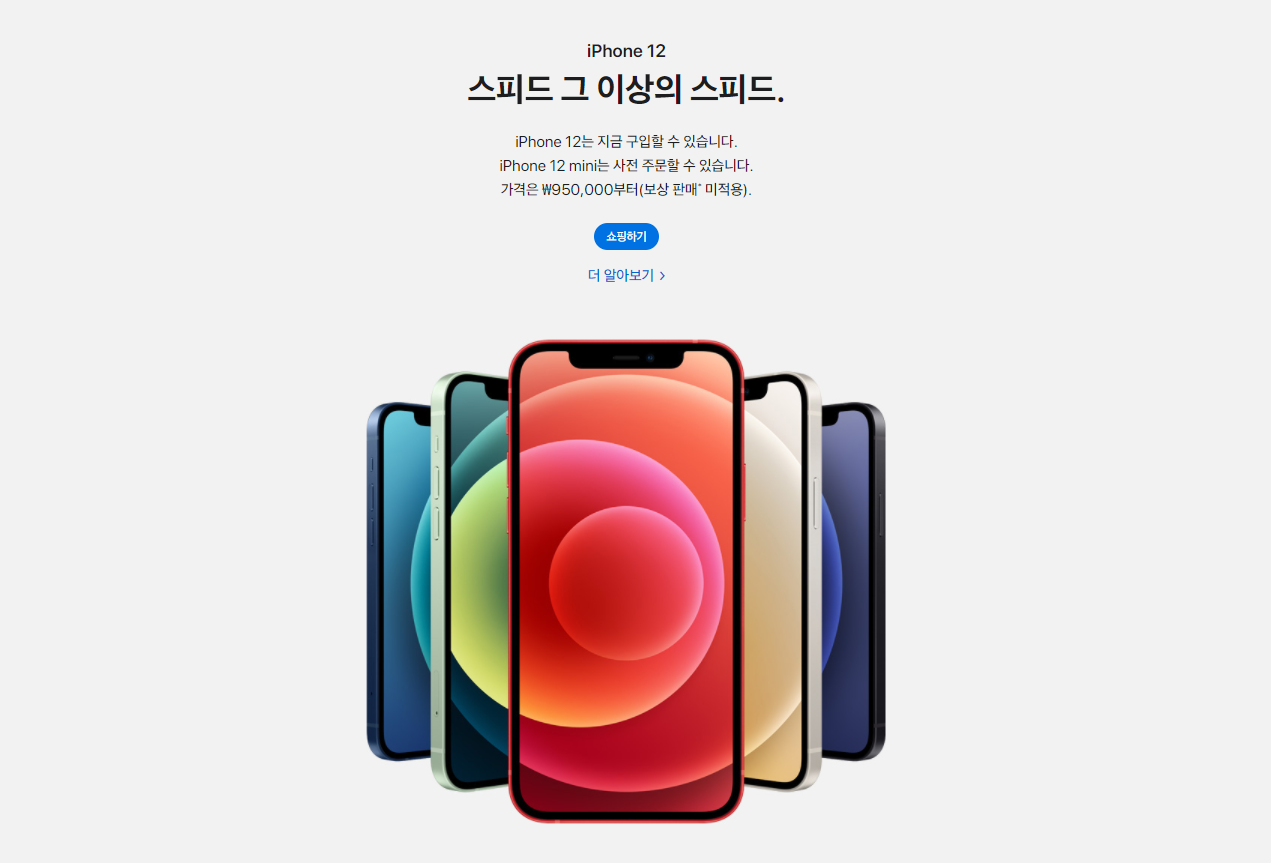 iPhone 12
스피드 그 이상의 스피드.
iPhone 12는 지금 구입할 수 있습니다.
iPhone 12 mini는 사전 주문할 수 있습니다.
가격은 ₩950,000부터(보상 판매* 미적용).
쇼핑하기
더 알아보기 >